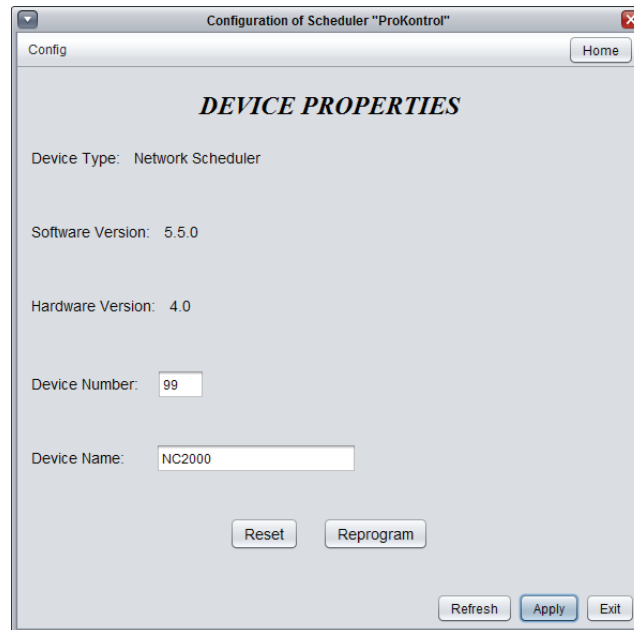 Configuration of Scheduler "ProKontrol"
Config Home
DEVICE PROPERTIES
Device Type: Network Scheduler
Software Version: 5.5.0
Hardware Version: 4.0
Device Number: 99
Device Name: NC2000
Reset Reprogram
Refresh Apply Exit